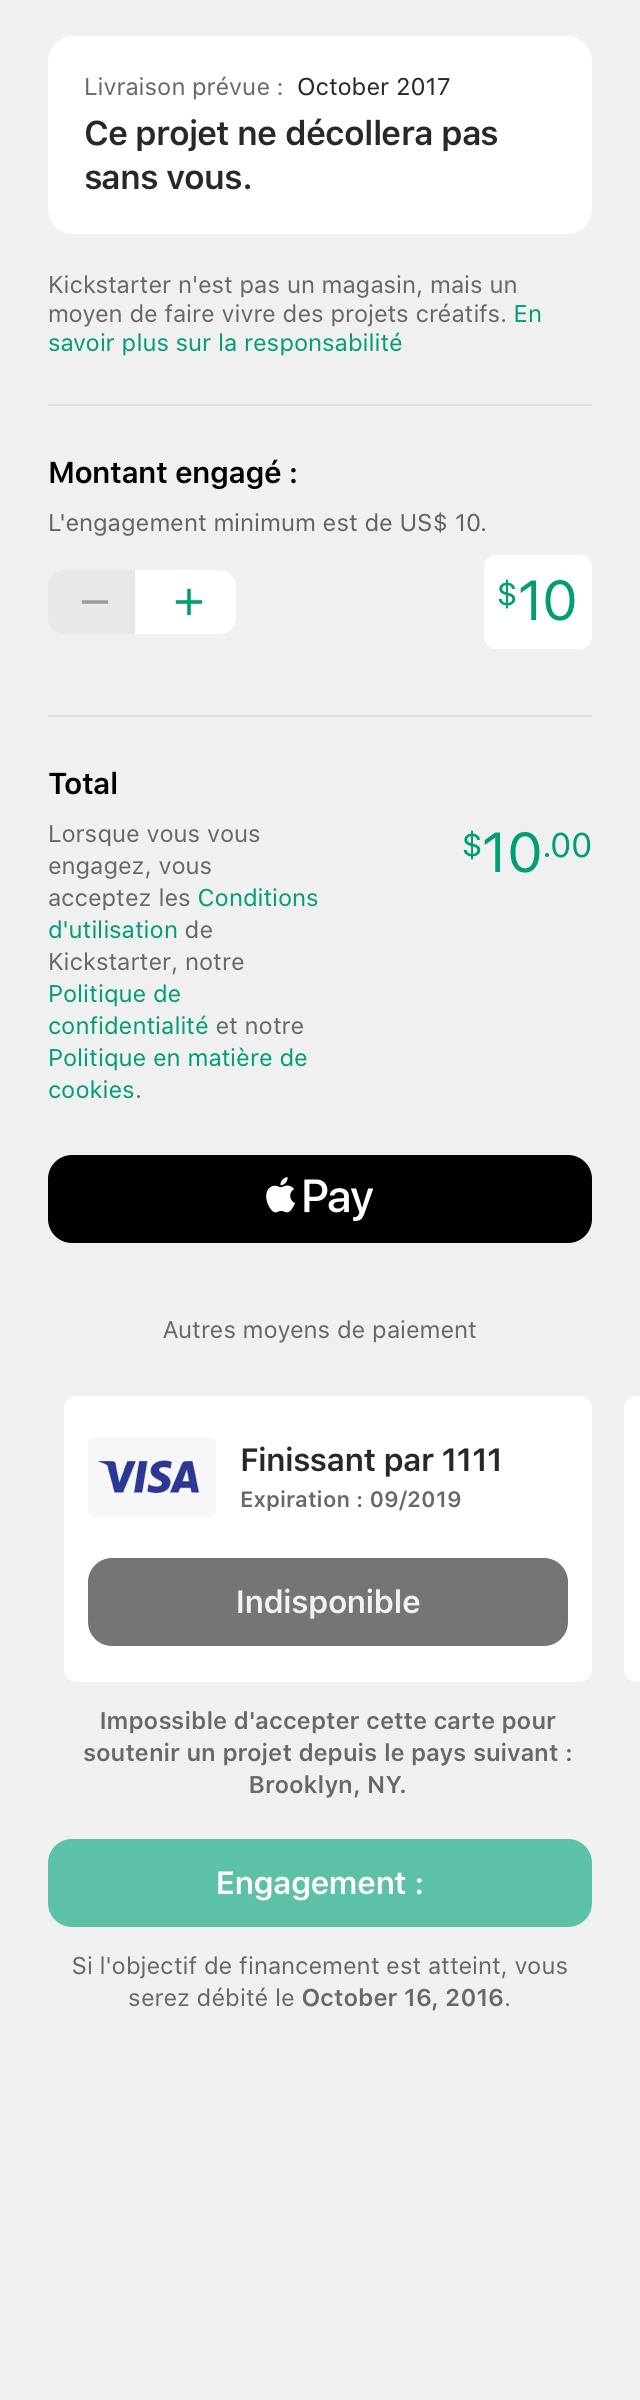 Livraison prévue : October 2017
Ce projet ne décollera pas
sans vous.
Kickstarter n'est pas un magasin, mais un
moyen de faire vivre des projets créatifs. En
savoir plus sur la responsabilité
Montant engagé :
L'engagement minimum est de US$ 10.
− +
$10
Total
Lorsque vous vous
engagez, vous
acceptez les Conditions
d'utilisation de
Kickstarter, notre
Politique de
confidentialité et notre
Politique en matière de
cookies.
$10.00
Pay
Autres moyens de paiement
VISA
Finissant par 1111
Expiration : 09/2019
Indisponible
Impossible d'accepter cette carte pour
soutenir un projet depuis le pays suivant :
Brooklyn, NY.
Engagement :
Si l'objectif de financement est atteint, vous
serez débité le October 16, 2016.